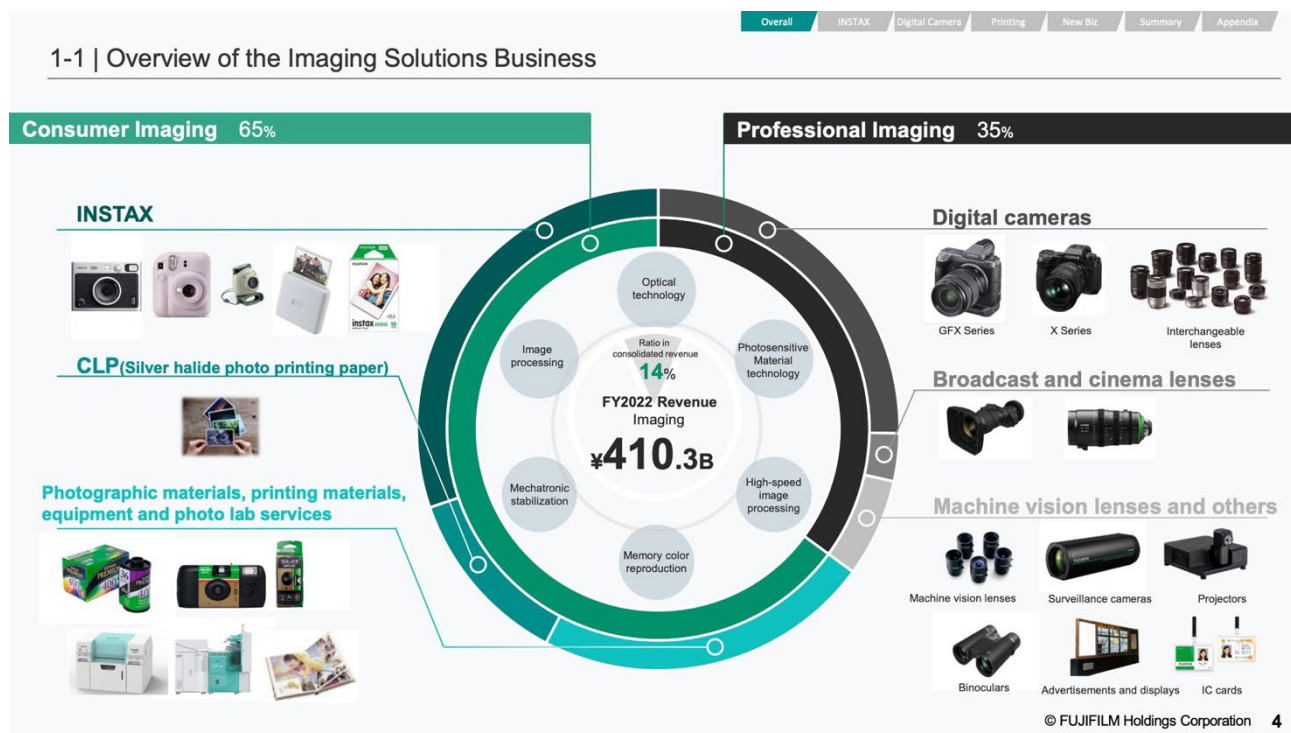 Overall
INSTAX
Digital Camera
Printing
New Biz
Summary
Appendix
1-1 | Overview of the Imaging Solutions Business
Consumer Imaging 65%
Professional Imaging 35%
INSTAX
instax mini 10
CLP(Silver halide photo printing paper)
Photographic materials, printing materials,
equipment and photo lab services
Optical
technology
Image
processing
Photosensitive
Material
technology
Mechatronic
stabilization
High-speed
image
processing
Memory color
reproduction
Ratio in
consolidated revenue
14%
FY2022 Revenue
Imaging
¥410.3B
Digital cameras
GFX Series
X Series
Interchangeable
lenses
Broadcast and cinema lenses
Machine vision lenses and others
Machine vision lenses
Surveillance cameras
Projectors
Binoculars
Advertisements and displays
IC cards
© FUJIFILM Holdings Corporation 4